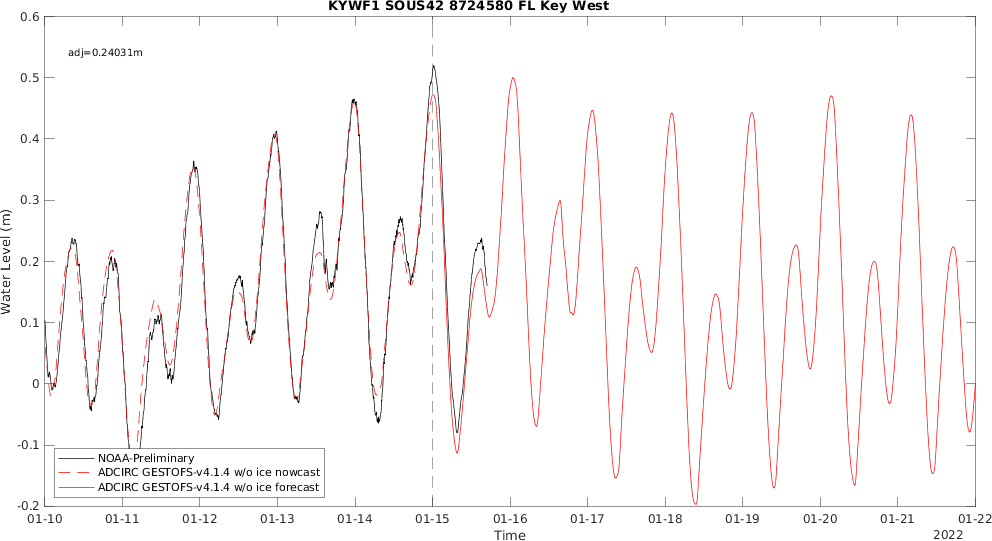 KYWF1 SOUS42 8724580 FL Key West
adj=0.24031m
0.6
0.5
0.4
0.3
0.2
0.1
0
-0.1
-0.2
Water Level (m)
NOAA-Preliminary
ADCIRC GESTOFS-v4.1.4 w/o ice nowcast
ADCIRC GESTOFS-v4.1.4 w/o ice forecast
01-10 01-11 01-12 01-13 01-14 01-15 01-16 01-17 01-18 01-19 01-20 01-21 01-22
Time
2022